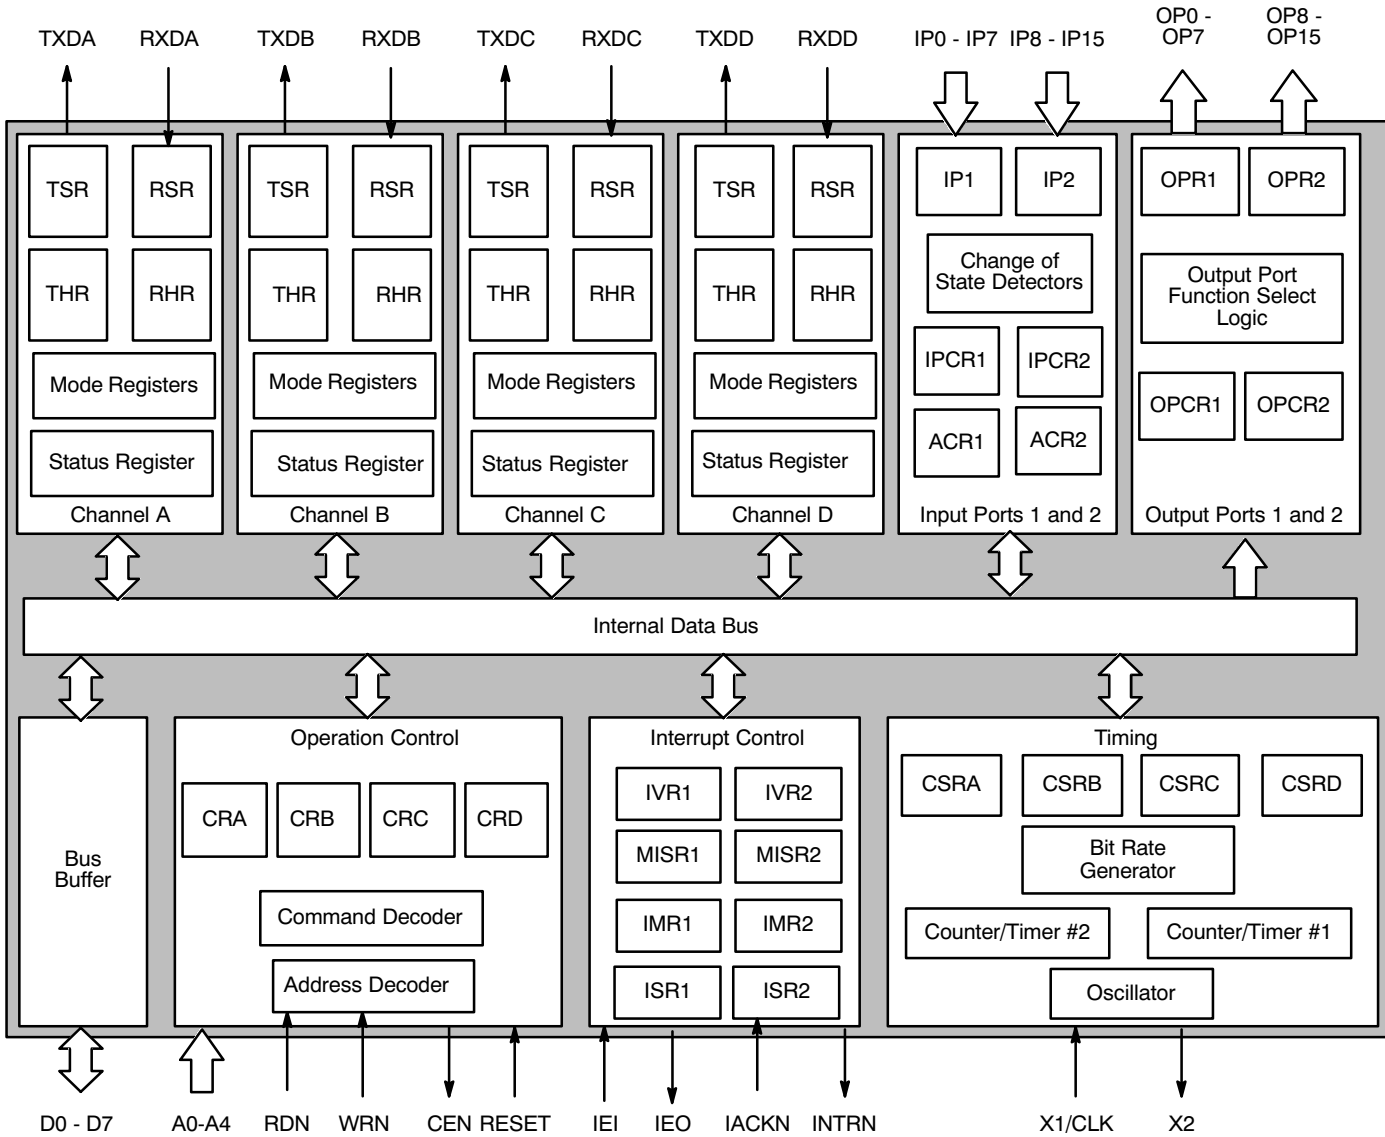 TXDA RXDA TXDB RXDB TXDC RXDC TXDD RXDD IP0 - IP7 IP8 - IP15
OP0 -
OP7
OP8 -
OP15
TSR RSR
THR RHR
Mode Registers
Status Register
Channel A
TSR RSR
THR RHR
Mode Registers
Status Register
Channel B
TSR RSR
THR RHR
Mode Registers
Status Register
Channel C
TSR RSR
THR RHR
Mode Registers
Status Register
Channel D
IP1 IP2
Change of
State Detectors
IPCR1 IPCR2
ACR1 ACR2
Input Ports 1 and 2
OPR1 OPR2
Output Port
Function Select
Logic
OPCR1 OPCR2
Output Ports 1 and 2
Internal Data Bus
Bus
Buffer
Operation Control
CRA CRB CRC CRD
Command Decoder
Address Decoder
Interrupt Control
IVR1 IVR2
MISR1 MISR2
IMR1 IMR2
ISR1 ISR2
Timing
CSRA CSRB CSRC CSRD
Bit Rate
Generator
Counter/Timer #2 Counter/Timer #1
Oscillator
D0 - D7 A0-A4 RDN WRN CEN RESET IEI IEO IACKN INTRN X1/CLK X2